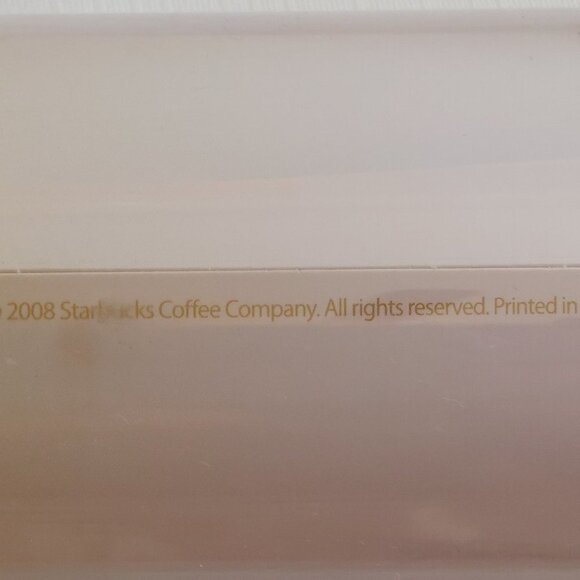 2008 Starbucks Coffee Company. All rights reserved. Printed in